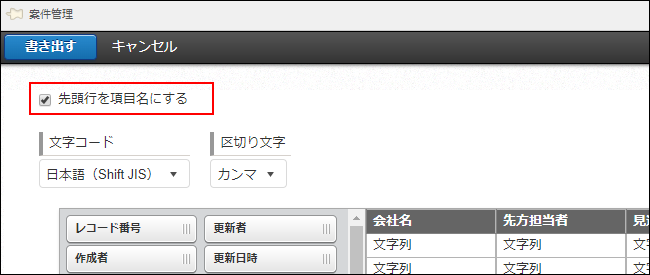 案件管理
書き出す キャンセル
先頭行を項目名にする
文字コード 区切り文字
日本語（Shift JIS） カンマ
レコード番号 更新者 会社名 先方担当者
作成者 更新日時 文字列 文字列 文字列
文字列 文字列 文字列